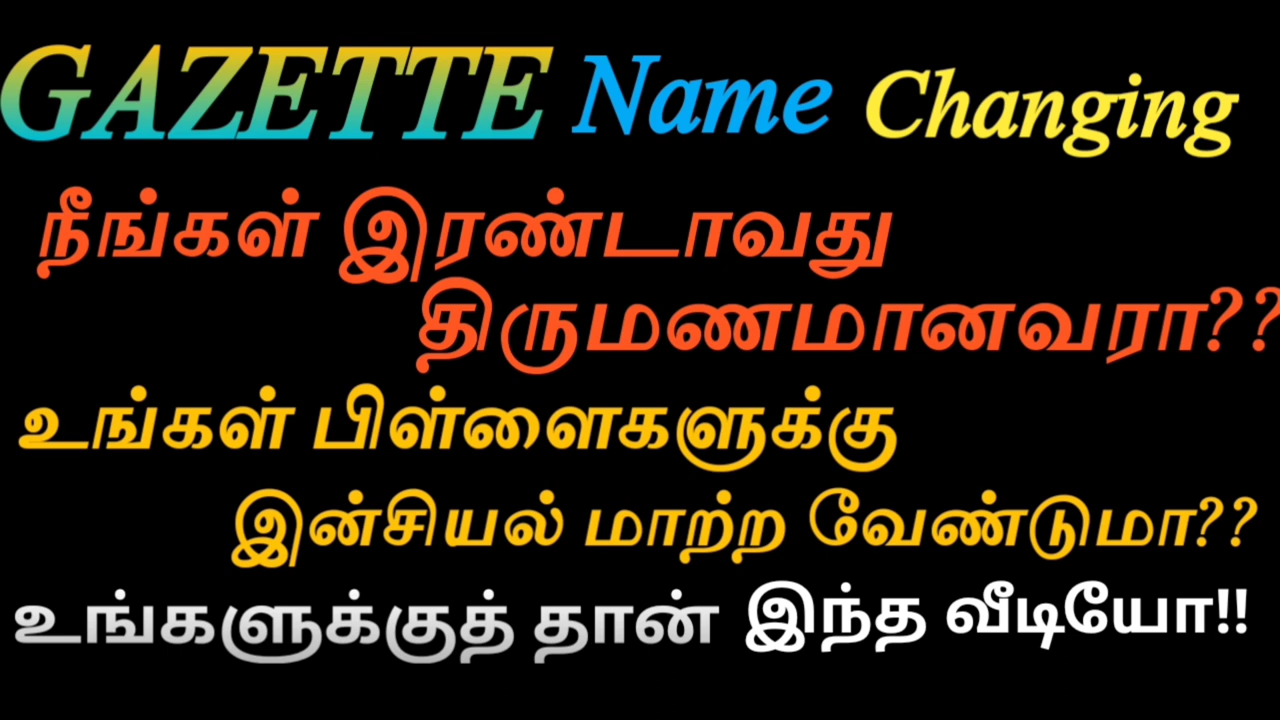 GAZETTE Name Changing
நீங்கள் இரண்டாவது
திருமணமானவரா??
உங்கள் பிள்ளைகளுக்கு
இன்சியல் மாற்ற வேண்டுமா??
உங்களுக்குத் தான் இந்த வீடியோ!!